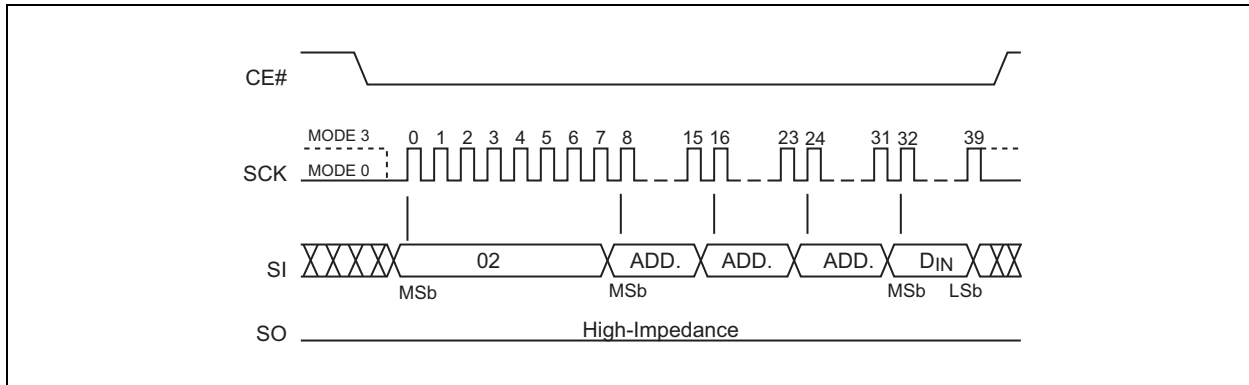 CE#
MODE 3
0 1 2 3 4 5 6 7 8 15 16 23 24 31 32 39
SCK
MODE 0
SI
02 ADD. ADD. ADD. DIN
MSb MSb MSb LSb
SO
High-Impedance